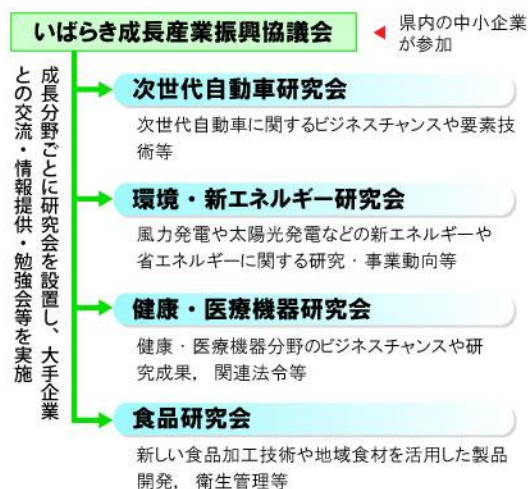 いばらき成長産業振興協議会
県内の中小企業
が参加
成長分野ごとに研究会を設置し、大手企業
との交流・情報提供・勉強会等を実施
次世代自動車研究会
次世代自動車に関するビジネスチャンスや要素技
術等
環境・新エネルギー研究会
風力発電や太陽光発電などの新エネルギーや
省エネルギーに関する研究・事業動向等
健康・医療機器研究会
健康・医療機器分野のビジネスチャンスや研
究成果，関連法令等
食品研究会
新しい食品加工技術や地域食材を活用した製品
開発，衛生管理等